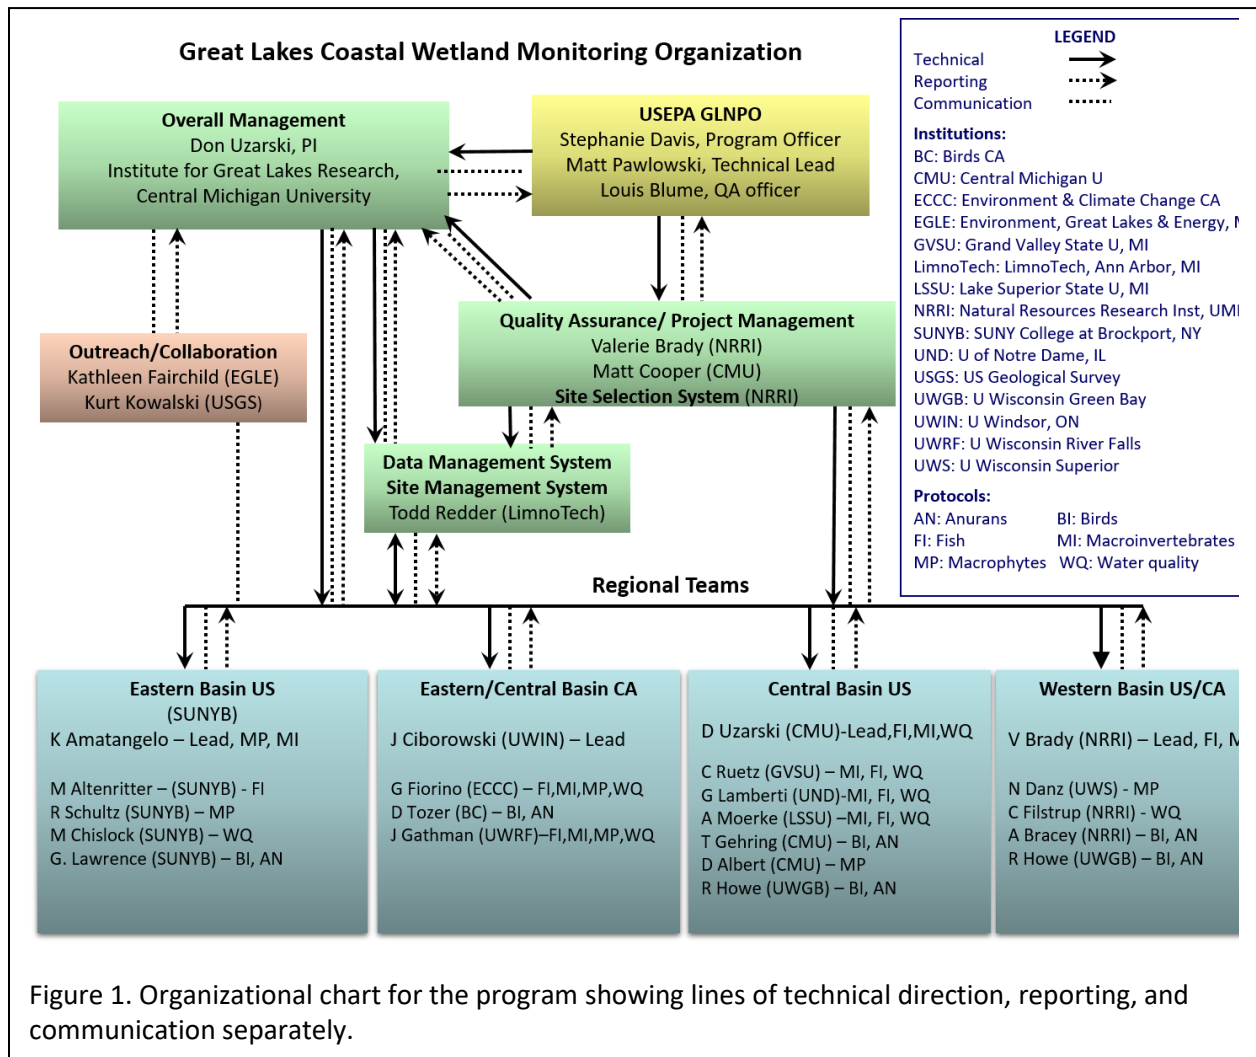 Great Lakes Coastal Wetland Monitoring Organization
Overall Management
Don Uzarski, PI
Institute for Great Lakes Research,
Central Michigan University
USEPA GLNPO
Stephanie Davis, Program Officer
Matt Pawlowski, Technical Lead
Louis Blume, QA officer
LEGEND
Technical
Reporting
Communication
Institutions:
BC: Birds CA
CMU: Central Michigan U
ECCC: Environment & Climate Change CA
EGLE: Environment, Great Lakes & Energy,
GVSU: Grand Valley State U, MI
LimnoTech: LimnoTech, Ann Arbor, MI
LSSU: Lake Superior State U, MI
NRRI: Natural Resources Research Inst,
SUNYB: SUNY College at Brockport, NY
UND: U of Notre Dame, IL
USGS: US Geological Survey
UWGB: U Wisconsin Green Bay
UWIN: U Windsor, ON
UWRF: U Wisconsin River Falls
UWS: U Wisconsin Superior
Protocols:
AN: Anurans BI: Birds
FI: Fish MI: Macroinvertebrates
MP: Macrophytes WQ: Water quality
Quality Assurance/ Project Management
Valerie Brady (NRRI)
Matt Cooper (CMU)
Site Selection System (NRRI)
Outreach/Collaboration
Kathleen Fairchild (EGLE)
Kurt Kowalski (USGS)
Data Management System
Site Management System
Todd Redder (LimnoTech)
Regional Teams
Eastern Basin US
(SUNYB)
K Amatangelo – Lead, MP, MI
M Altenritter – (SUNYB) - FI
R Schultz (SUNYB) – MP
M Chislock (SUNYB) – WQ
G. Lawrence (SUNYB) – BI, AN
Eastern/Central Basin CA
J Ciborowski (UWIN) – Lead
G Fiorino (ECCC) – FI,MI,MP,WQ
D Tozer (BC) – BI, AN
J Gathman (UWRF)–FI,MI,MP,WQ
Central Basin US
D Uzarski (CMU)-Lead,FI,MI,WQ
C Ruetz (GVSU) – MI, FI, WQ
G Lamberti (UND)-MI, FI, WQ
A Moerke (LSSU) –MI, FI, WQ
T Gehring (CMU) – BI, AN
D Albert (CMU) – MP
R Howe (UWGB) – BI, AN
Western Basin US/CA
V Brady (NRRI) – Lead, FI,
N Danz (UWS) - MP
C Filstrup (NRRI) - WQ
A Bracey (NRRI) – BI, AN
R Howe (UWGB) – BI, AN
Figure 1. Organizational chart for the program showing lines of technical direction, reporting, and
communication separately.